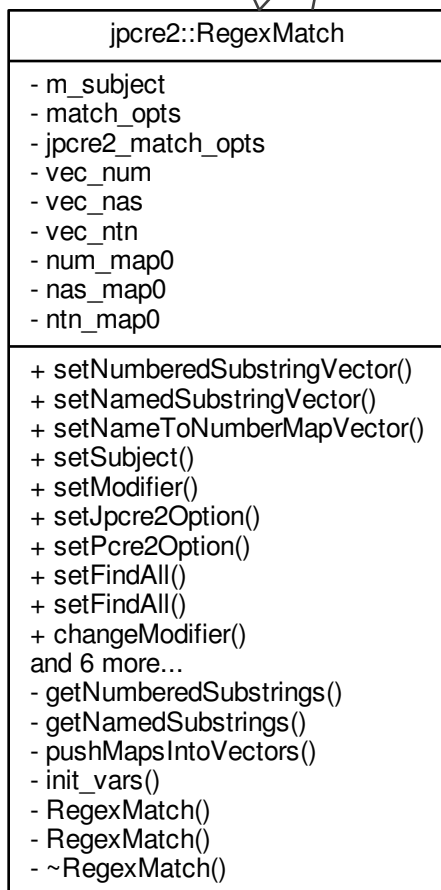 jpcre2::RegexMatch
- m_subject
- match_opts
- jpcre2_match_opts
- vec_num
- vec_nas
- vec_ntn
- num_map0
- nas_map0
- ntn_map0
+ setNumberedSubstringVector()
+ setNamedSubstringVector()
+ setNameToNumberMapVector()
+ setSubject()
+ setModifier()
+ setJpcre2Option()
+ setPcre2Option()
+ setFindAll()
+ setFindAll()
+ changeModifier()
and 6 more...
- getNumberedSubstrings()
- getNamedSubstrings()
- pushMapsIntoVectors()
- init_vars()
- RegexMatch()
- RegexMatch()
- ~RegexMatch()